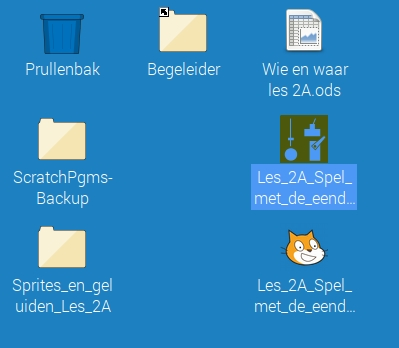 Prullenbak
Begeleider
Wie en waar
les 2A.ods
ScratchPgms-
Backup
Les_2A_Spel_
met_de_eend...
Sprites_en_gel
uiden_Les_2A
Les_2A_Spel_
met_de_eend...